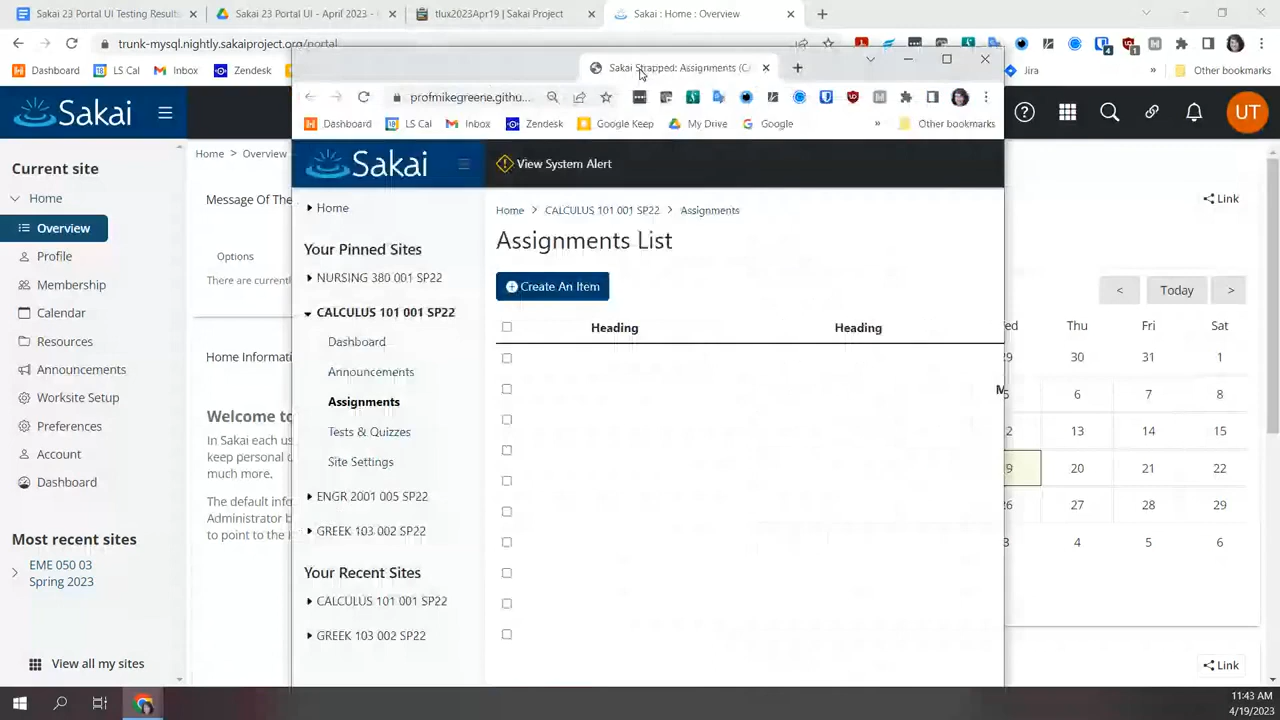 Sakai 23 Portal UI Testing Results
Sakai 23 Portal UI - April 2023 -
tlux2023Apr19 | Sakai Project
Sakai : Home : Overview
trunk-mysql.nightly.sakaiproject.org/portal
Dashboard
LS Cal
Inbox
Zendesk
Jira
»
Other bookmarks
Sakai
UT
Current site
Home
Overview
Profile
Membership
Calendar
Resources
Announcements
Worksite Setup
Preferences
Account
Dashboard
Most recent sites
EME 050 03
Spring 2023
View all my sites
Home > Overview
Message Of The
Options
There are current
Home Informati
Welcome to
In Sakai each us
keep personal
much more.
The default info
Administrator b
to point to the
Sakai Strapped: Assignments (C
profmikegreene.githu...
Dashboard
LS Cal
Inbox
Zendesk
Google Keep
My Drive
Google
»
Other bookmarks
Sakai
View System Alert
Home
Your Pinned Sites
NURSING 380 001 SP22
CALCULUS 101 001 SP22
Dashboard
Announcements
Assignments
Tests & Quizzes
Site Settings
ENGR 2001 005 SP22
GREEK 103 002 SP22
Your Recent Sites
CALCULUS 101 001 SP22
GREEK 103 002 SP22
Home > CALCULUS 101 001 SP22 > Assignments
Assignments List
Create An Item
Heading Heading
Link
< Today >
ed Thu Fri Sat
29 30 31 1
6 7 8
13 14 15
9 20 21 22
26 27 28 29
3 4 5 6
Link
11:43 AM
4/19/2023